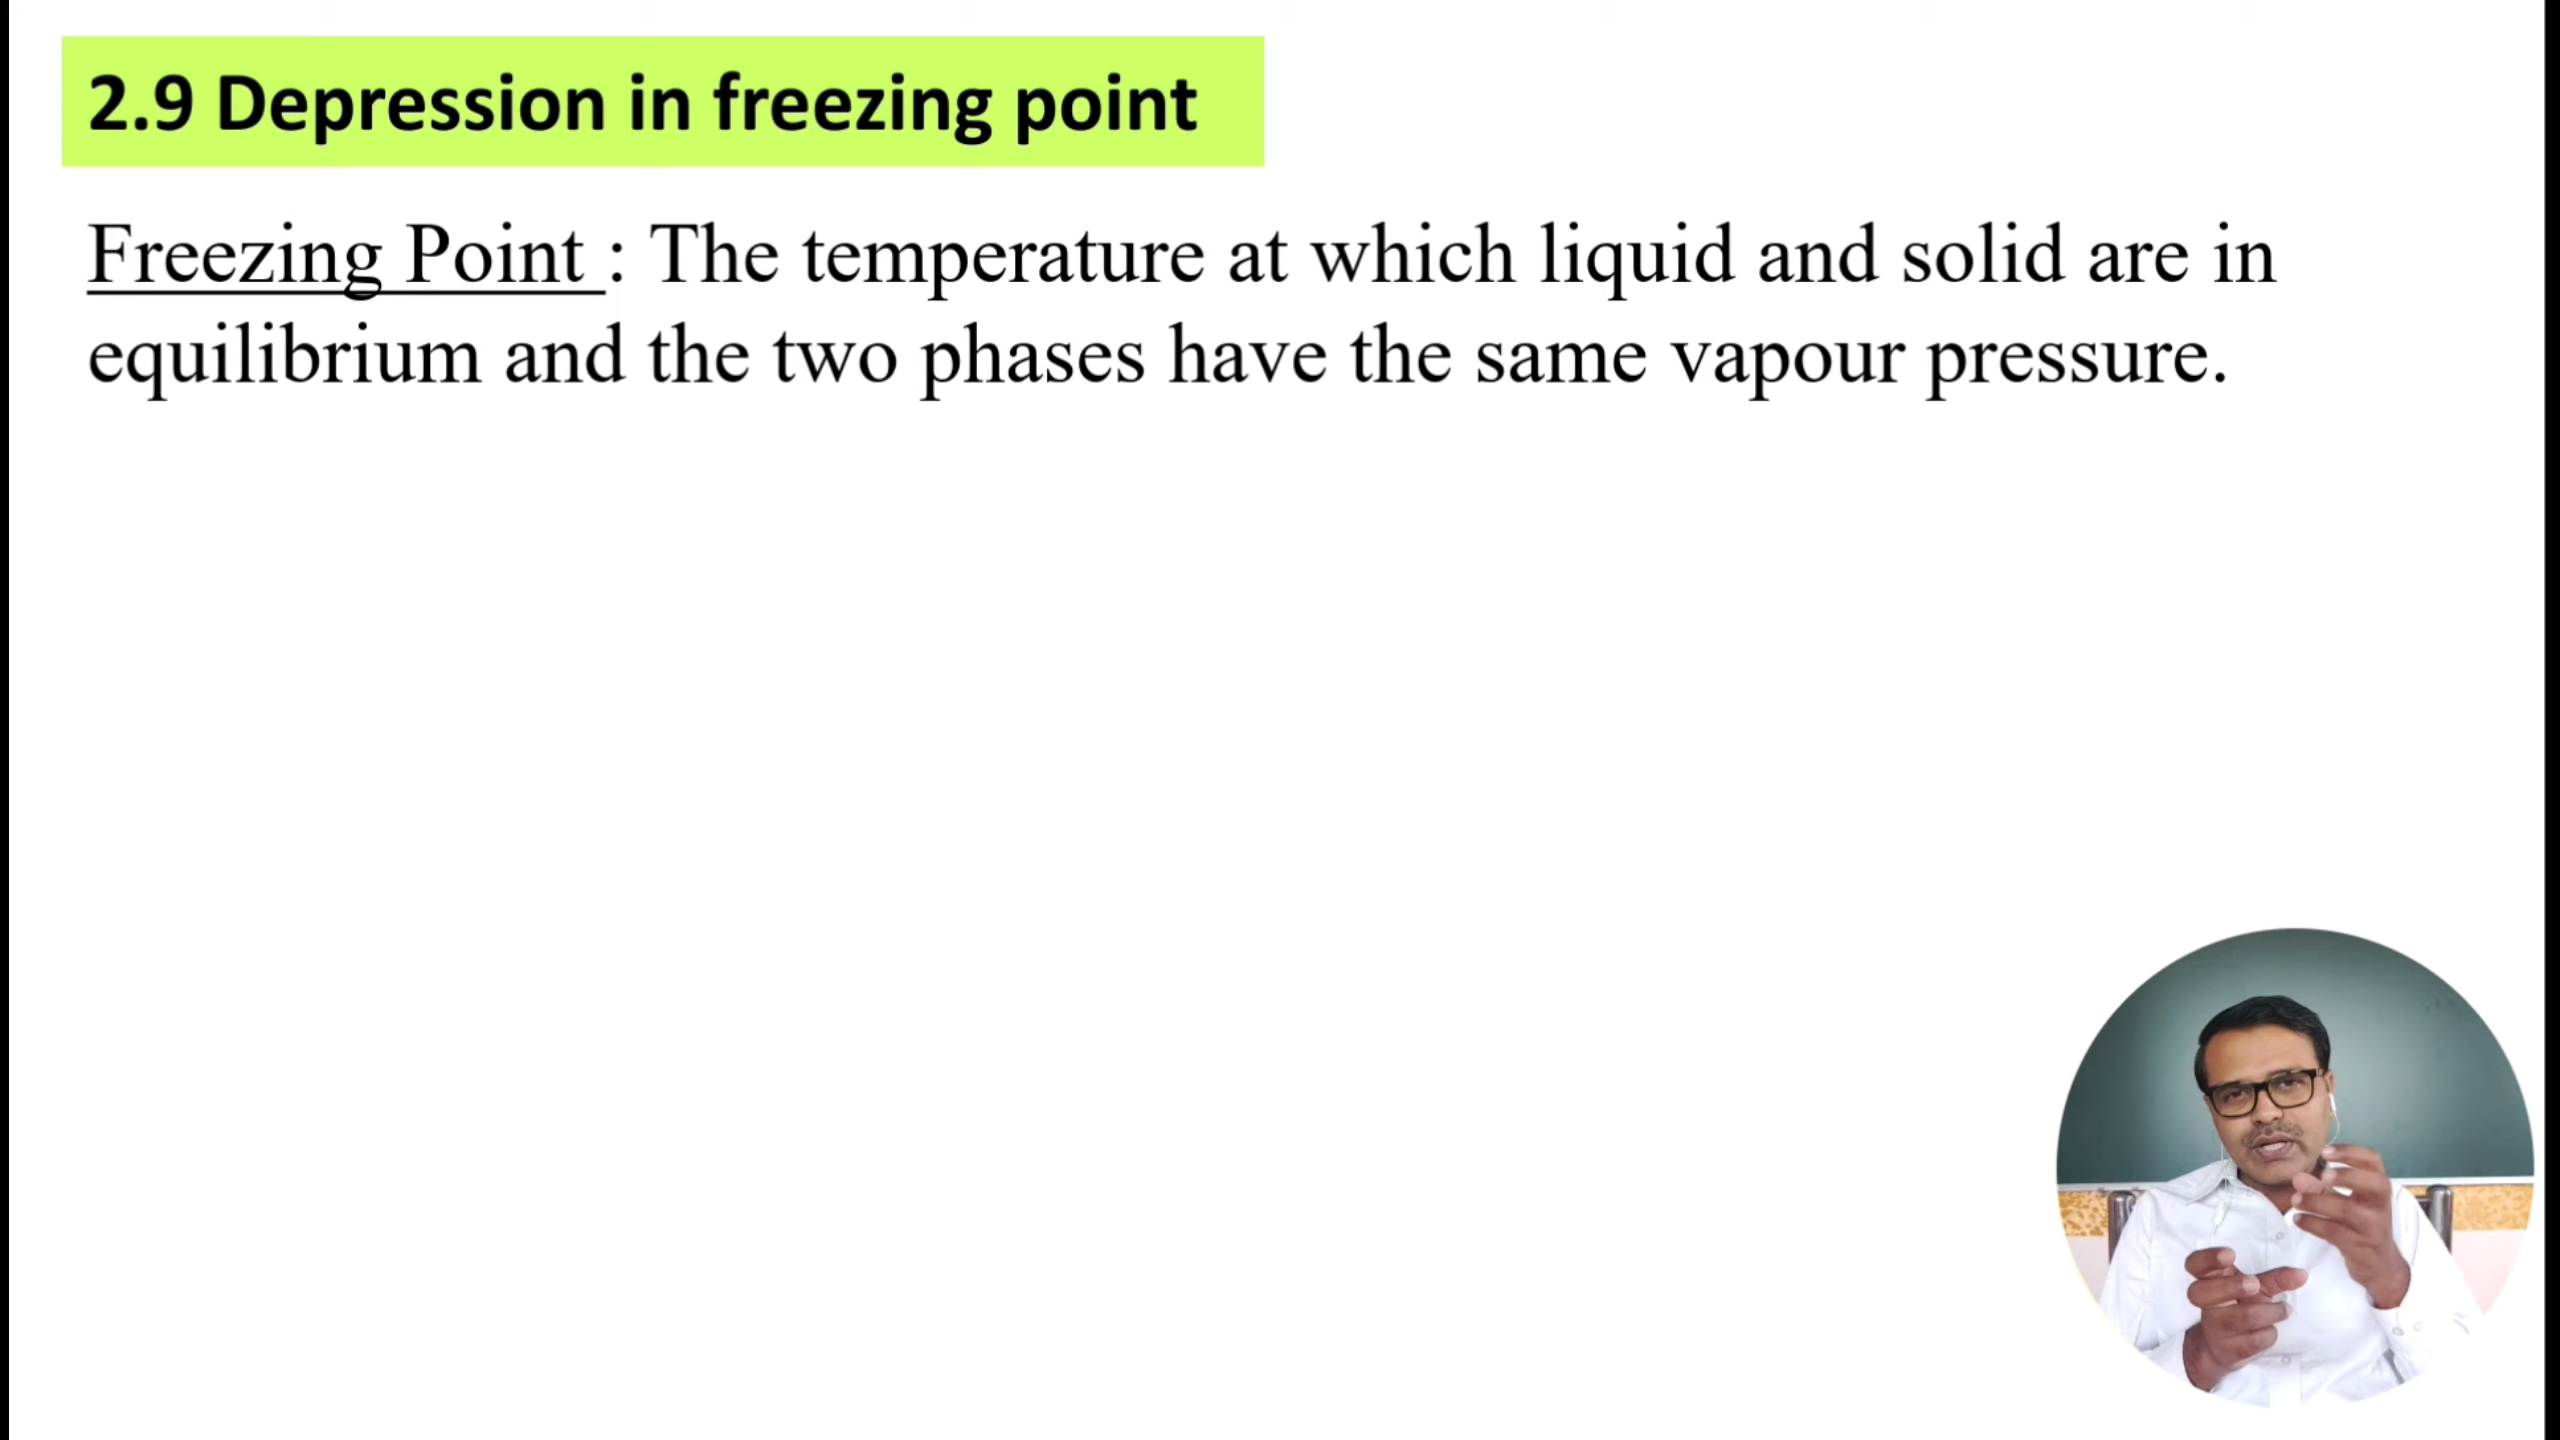 2.9 Depression in freezing point
Freezing Point : The temperature at which liquid and solid are in
equilibrium and the two phases have the same vapour pressure.